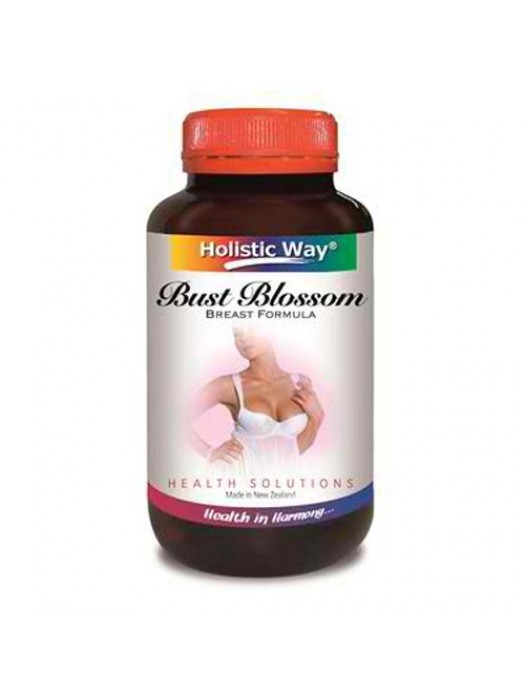 Holistic Way®
Bust Blossom
BREAST FORMULA
HEALTH SOLUTIONS
Made in New Zealand
Health in Harmony...